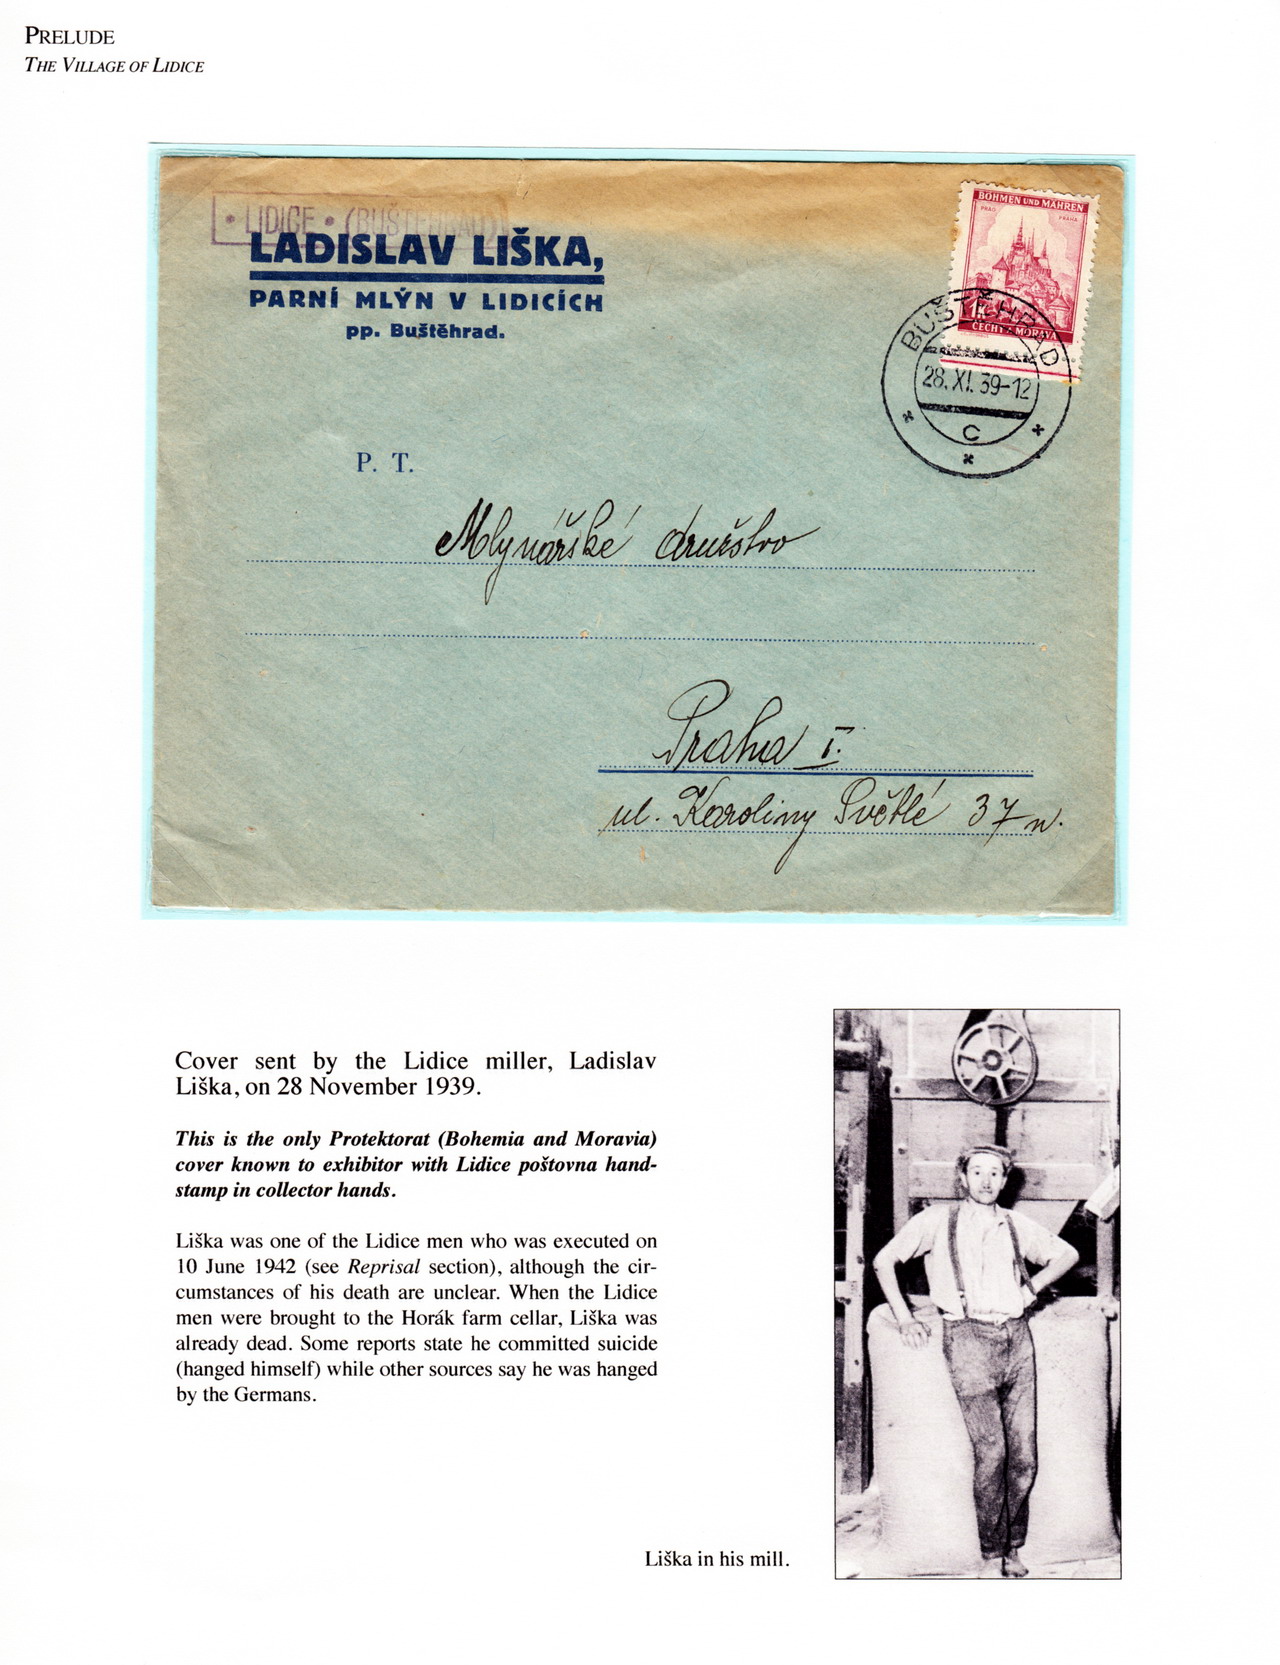 PRELUDE
THE VILLAGE OF LIDICE
• LIDICE • (BUŠTĚHRAD)
LADISLAV LIŠKA,
PARNÍ MLÝN V LIDICÍCH
pp. Buštěhrad.
BÖHMEN UND MÄHREN
PRAG PRAHA
ČECHY A MORAVA
BUŠTĚHRAD
28. XI. 39-12
C
P. T.
Mlynářské družstvo
Praha I.
ul. Karoliny Světlé 37 n.
Cover sent by the Lidice miller, Ladislav
Liška, on 28 November 1939.
This is the only Protektorat (Bohemia and Moravia)
cover known to exhibitor with Lidice poštovna hand-
stamp in collector hands.
Liška was one of the Lidice men who was executed on
10 June 1942 (see Reprisal section), although the cir-
cumstances of his death are unclear. When the Lidice
men were brought to the Horák farm cellar, Liška was
already dead. Some reports state he committed suicide
(hanged himself) while other sources say he was hanged
by the Germans.
Liška in his mill.